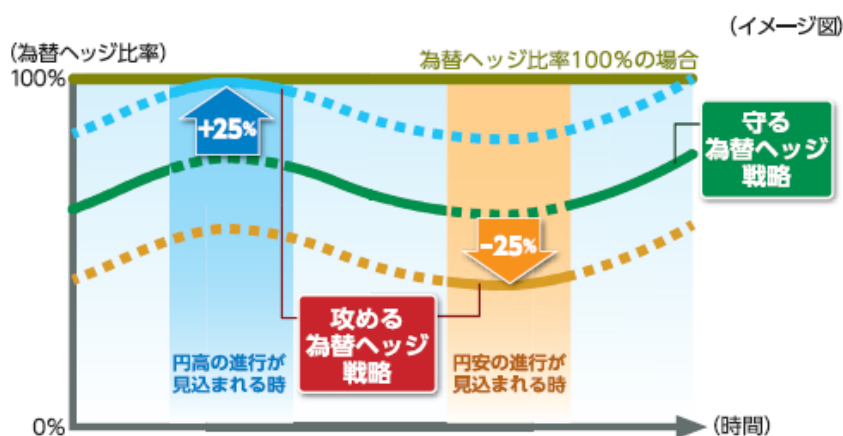 (イメージ図)
(為替ヘッジ比率)
100%
為替ヘッジ比率100%の場合
+25%
守る
為替ヘッジ
戦略
-25%
攻める
為替ヘッジ
戦略
円高の進行が
見込まれる時
円安の進行が
見込まれる時
0%
(時間)